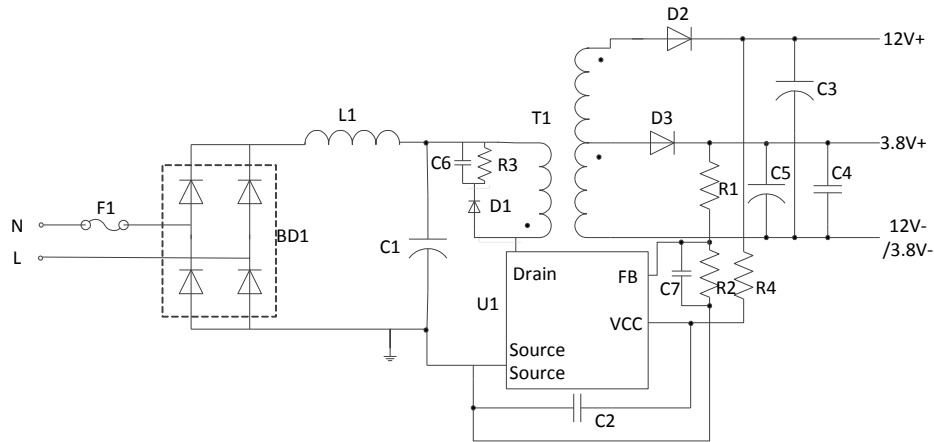 D2
12V+
C3
L1
T1
D3
3.8V+
C6
R3
C5
C4
R1
D1
F1
N
BD1
12V-
/3.8V-
L
C1
Drain
FB
C7
R2
R4
U1
VCC
Source
Source
C2